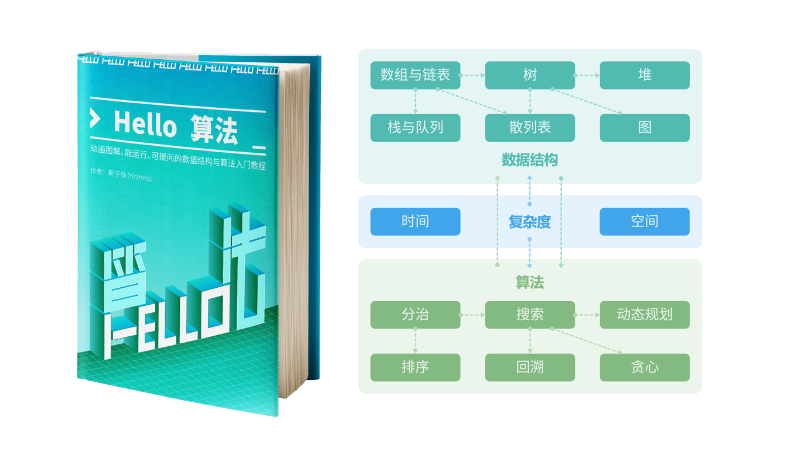 HELLO HELLO HELLO HELLO HELLO HELLO HELLO HELLO
> Hello 算法 _
动画图解、能运行、可提问的数据结构与算法入门教程
作者：靳宇栋(Krahets)
算法
HELLO
数组与链表 树 堆
栈与队列 散列表 图
数据结构
时间 复杂度 空间
算法
分治 搜索 动态规划
排序 回溯 贪心